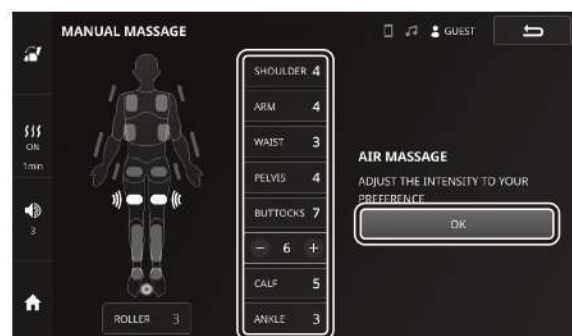 MANUAL MASSAGE
GUEST
ON
1min
3
SHOULDER 4
ARM 4
WAIST 3
PELVIS 4
BUTTOCKS 7
− 6 +
CALF 5
ANKLE 3
ROLLER 3
AIR MASSAGE
ADJUST THE INTENSITY TO YOUR
PREFERENCE
OK